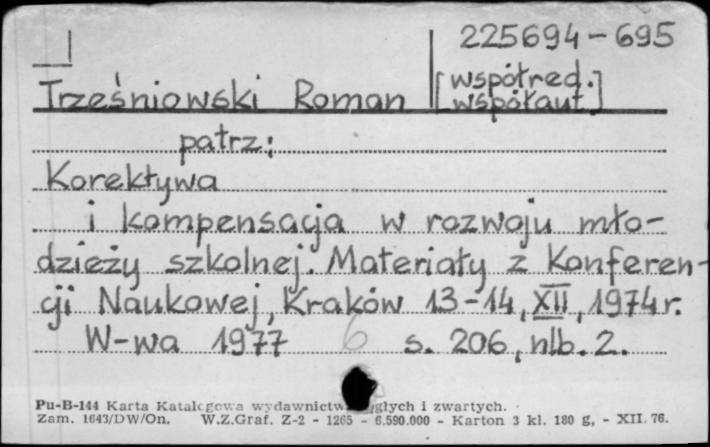 225694-695
Trześniowski Roman [współred. współaut.]
patrz:
Korektywa
i kompensacja w rozwoju mło-
dzieży szkolnej. Materiały z Konferen-
cji Naukowej, Kraków 13-14, XII, 1974 r.
W-wa 1977 6 s. 206, nlb. 2.
Pu-B-144 Karta Katalogowa wydawnictw i zwartych.
Zam. 1643/DW/On. W.Z.Graf. Z-2 - 1265 - 6.590.000 - Karton 3 kl. 180 g, - XII. 76.